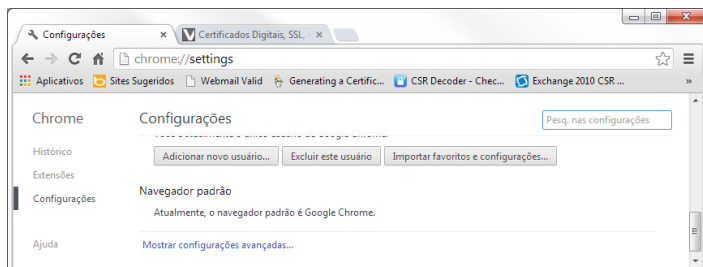 Configurações
Certificados Digitais, SSL,
chrome://settings
Aplicativos Sites Sugeridos Webmail Valid Generating a Certific... CSR Decoder - Chec... Exchange 2010 CSR ... »
Chrome
Configurações
Pesq. nas configurações
Histórico
Extensões
Configurações
Ajuda
Adicionar novo usuário... Excluir este usuário Importar favoritos e configurações...
Navegador padrão
Atualmente, o navegador padrão é Google Chrome.
Mostrar configurações avançadas...